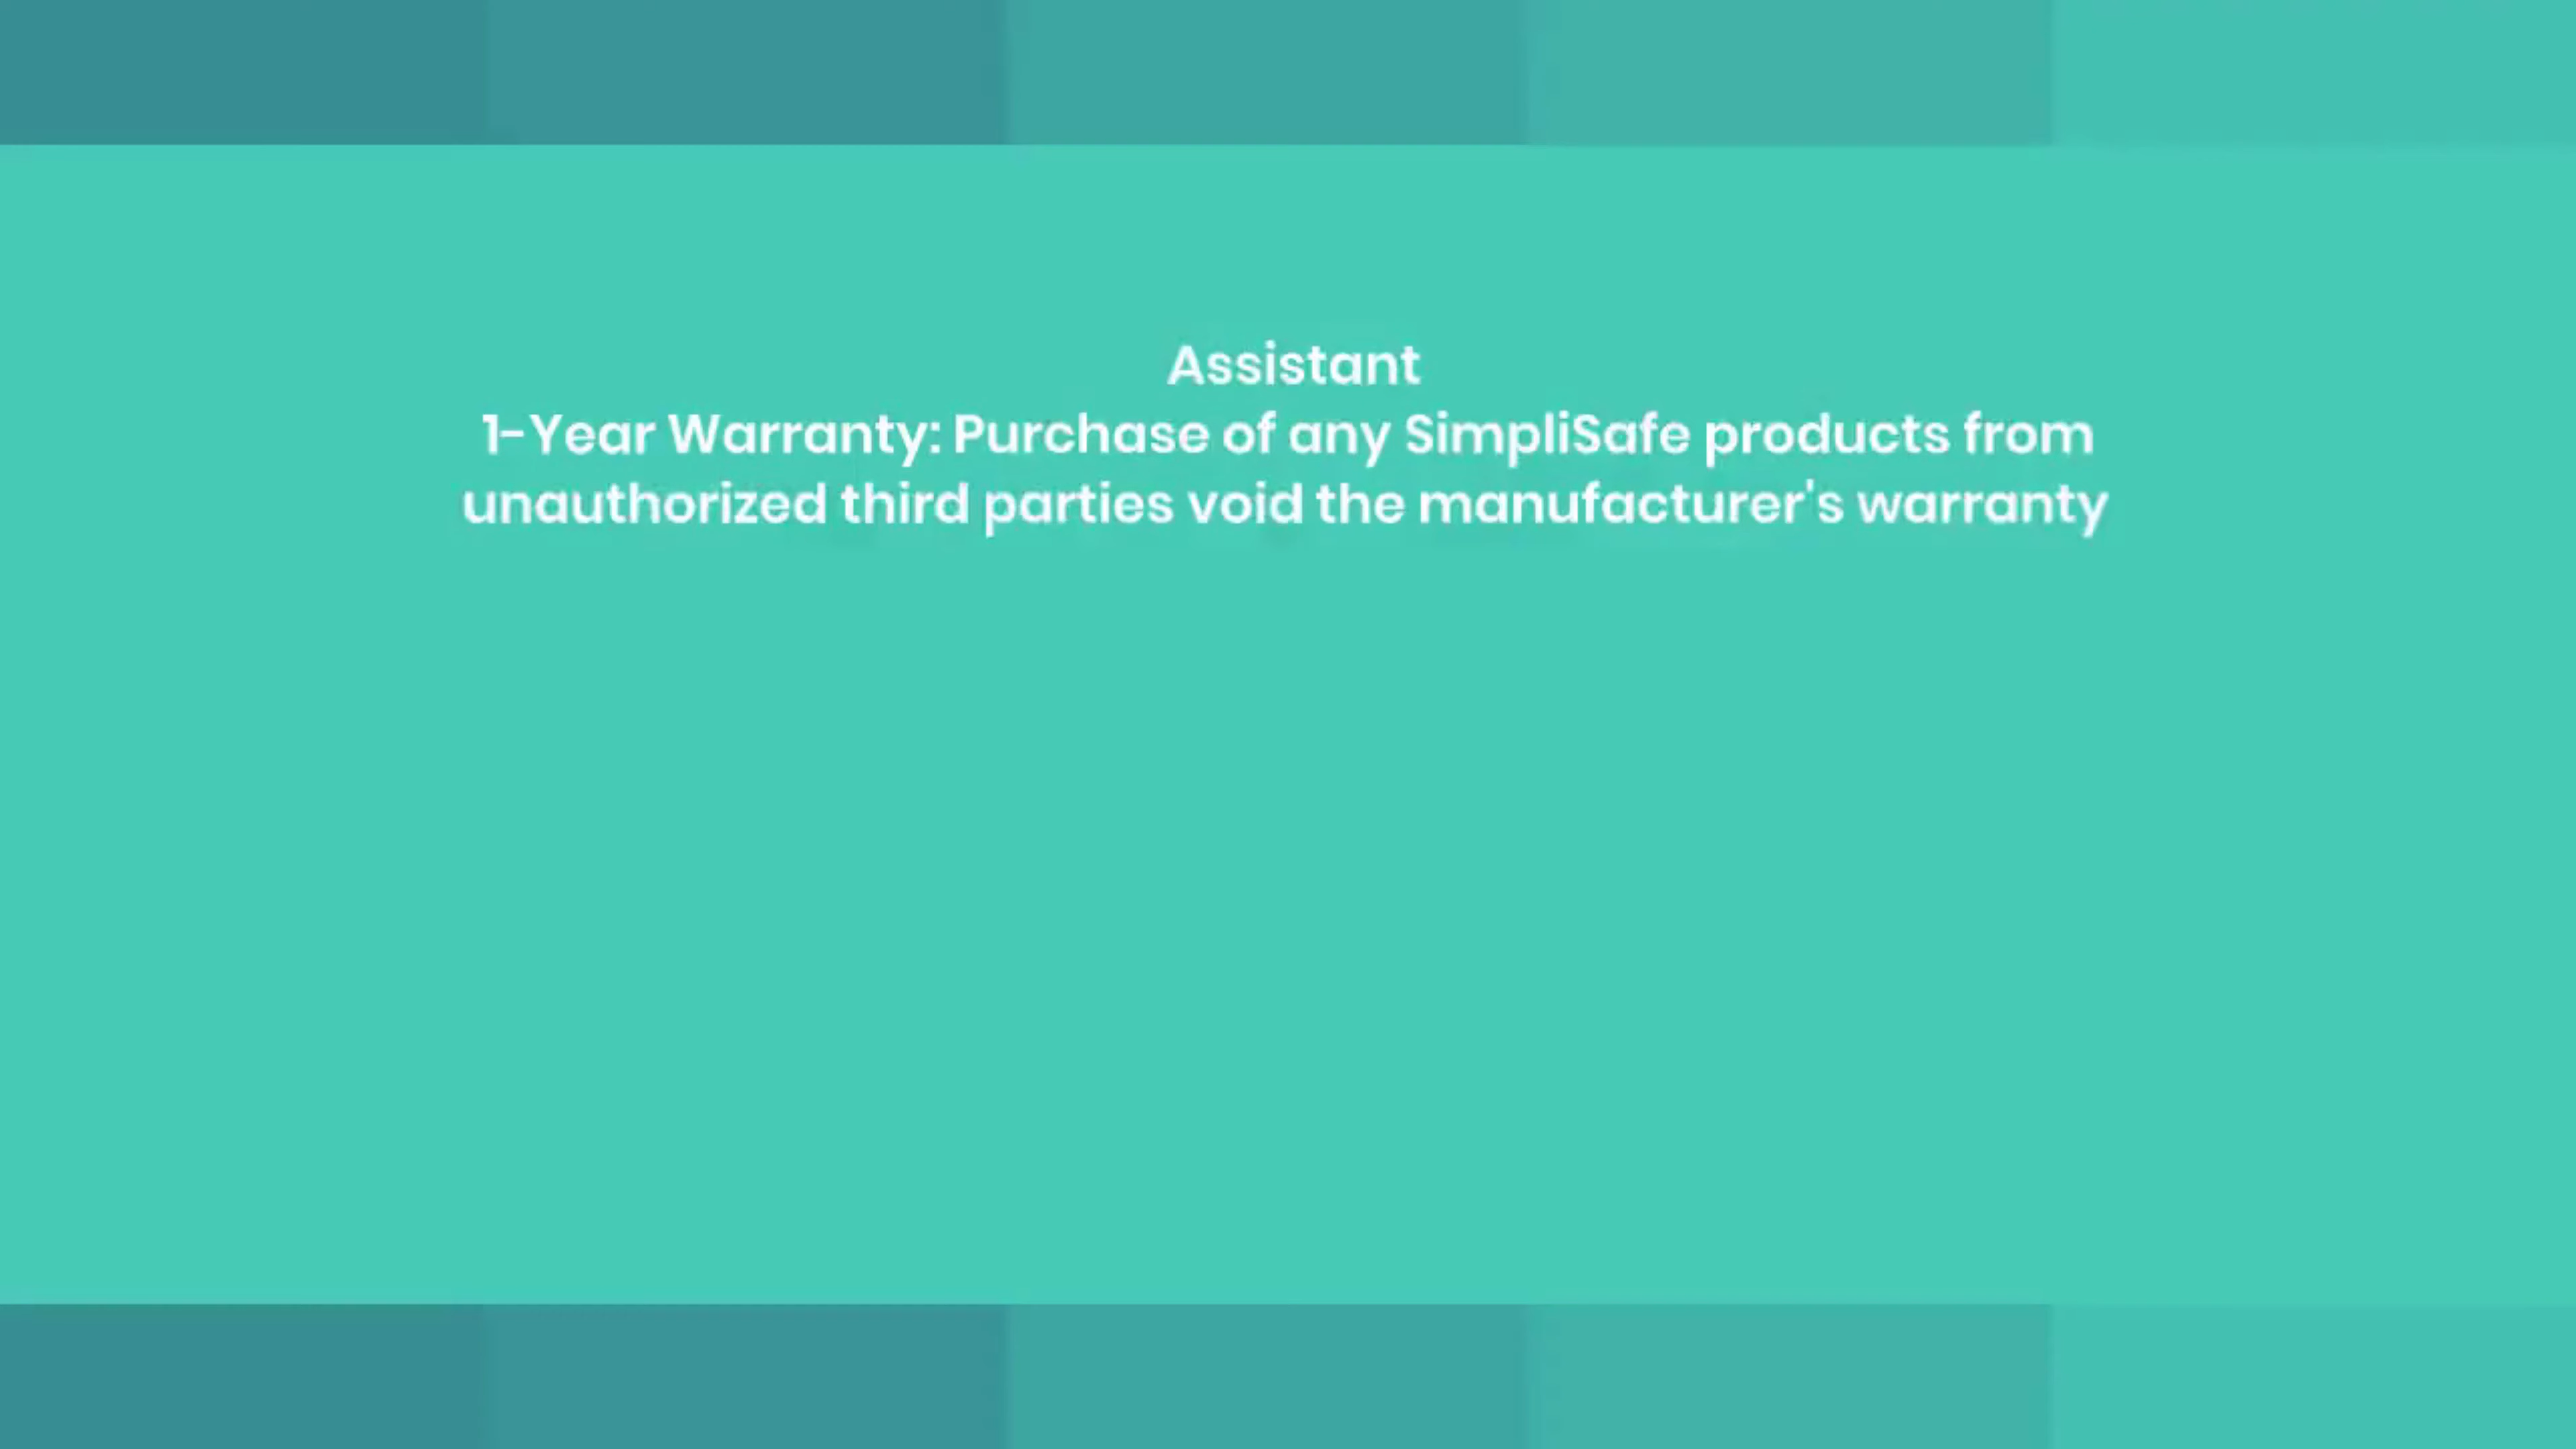 Assistant
1-Year Warranty: Purchase of any SimpliSafe products from
unauthorized third parties void the manufacturer's warranty